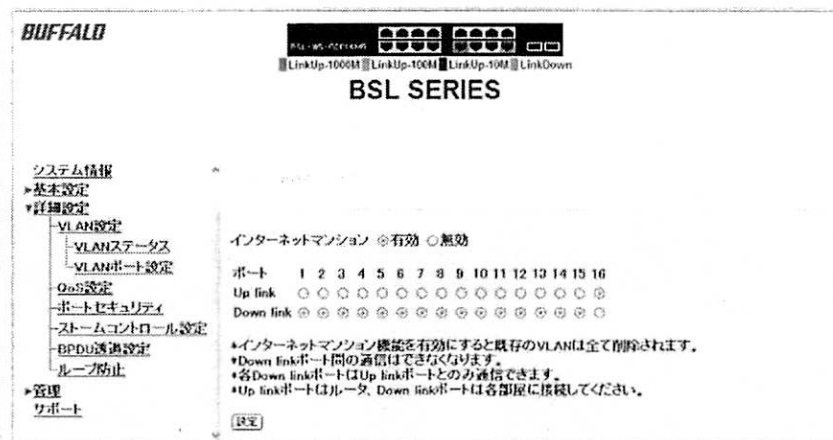 BUFFALO
LinkUp-1000M LinkUp-100M LinkUp-10M LinkDown
BSL SERIES
システム情報
▶基本設定
▼詳細設定
VLAN設定
VLANステータス
VLANポート設定
QoS設定
ポートセキュリティ
ストームコントロール設定
BPDU透過設定
ループ防止
▶管理
サポート
インターネットマンション ◉有効 ○無効
ポート 1 2 3 4 5 6 7 8 9 10 11 12 13 14 15 16
Up link ○ ○ ○ ○ ○ ○ ○ ○ ○ ○ ○ ○ ○ ○ ○ ◉
Down link ◉ ◉ ◉ ◉ ◉ ◉ ◉ ◉ ◉ ◉ ◉ ◉ ◉ ◉ ◉ ○
*インターネットマンション機能を有効にすると既存のVLANは全て削除されます。
*Down linkポート間の通信はできなくなります。
*各Down linkポートはUp linkポートとのみ通信できます。
*Up linkポートはルータ、Down linkポートは各部屋に接続してください。
設定